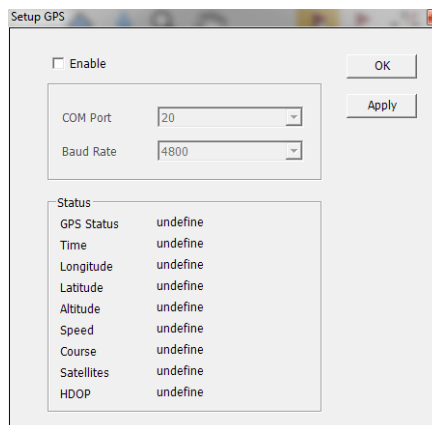 Setup GPS
Enable
OK
Apply
COM Port 20
Baud Rate 4800
Status
GPS Status undefine
Time undefine
Longitude undefine
Latitude undefine
Altitude undefine
Speed undefine
Course undefine
Satellites undefine
HDOP undefine